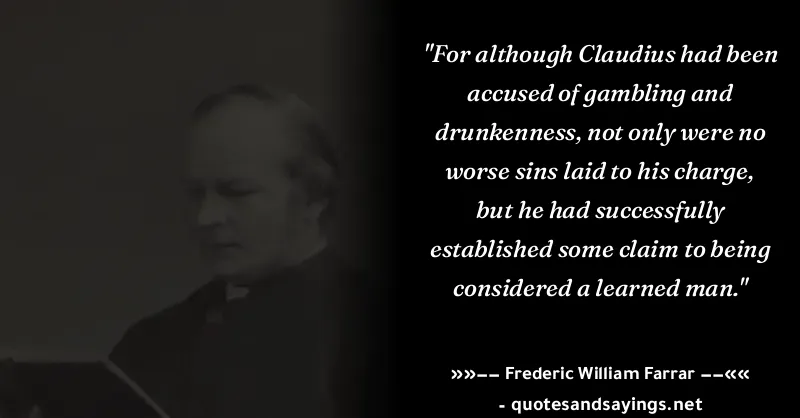 "For although Claudius had been
accused of gambling and
drunkenness, not only were no
worse sins laid to his charge,
but he had successfully
established some claim to being
considered a learned man."
»»−− Frederic William Farrar −−««
- quotesandsayings.net